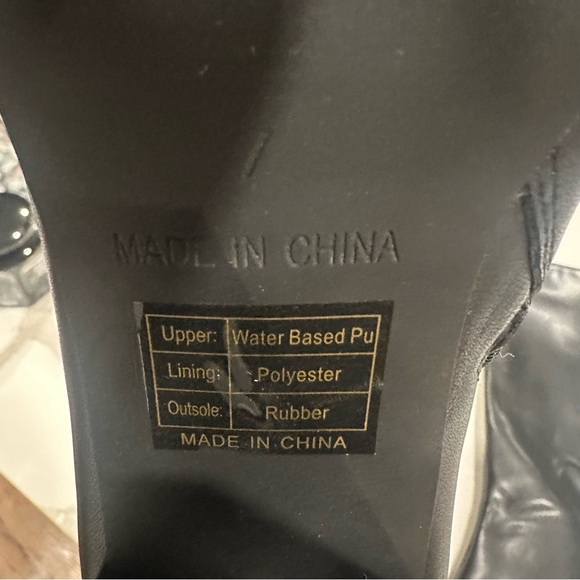 MADE IN CHINA
Upper: Water Based Pu
Lining: Polyester
Outsole: Rubber
MADE IN CHINA